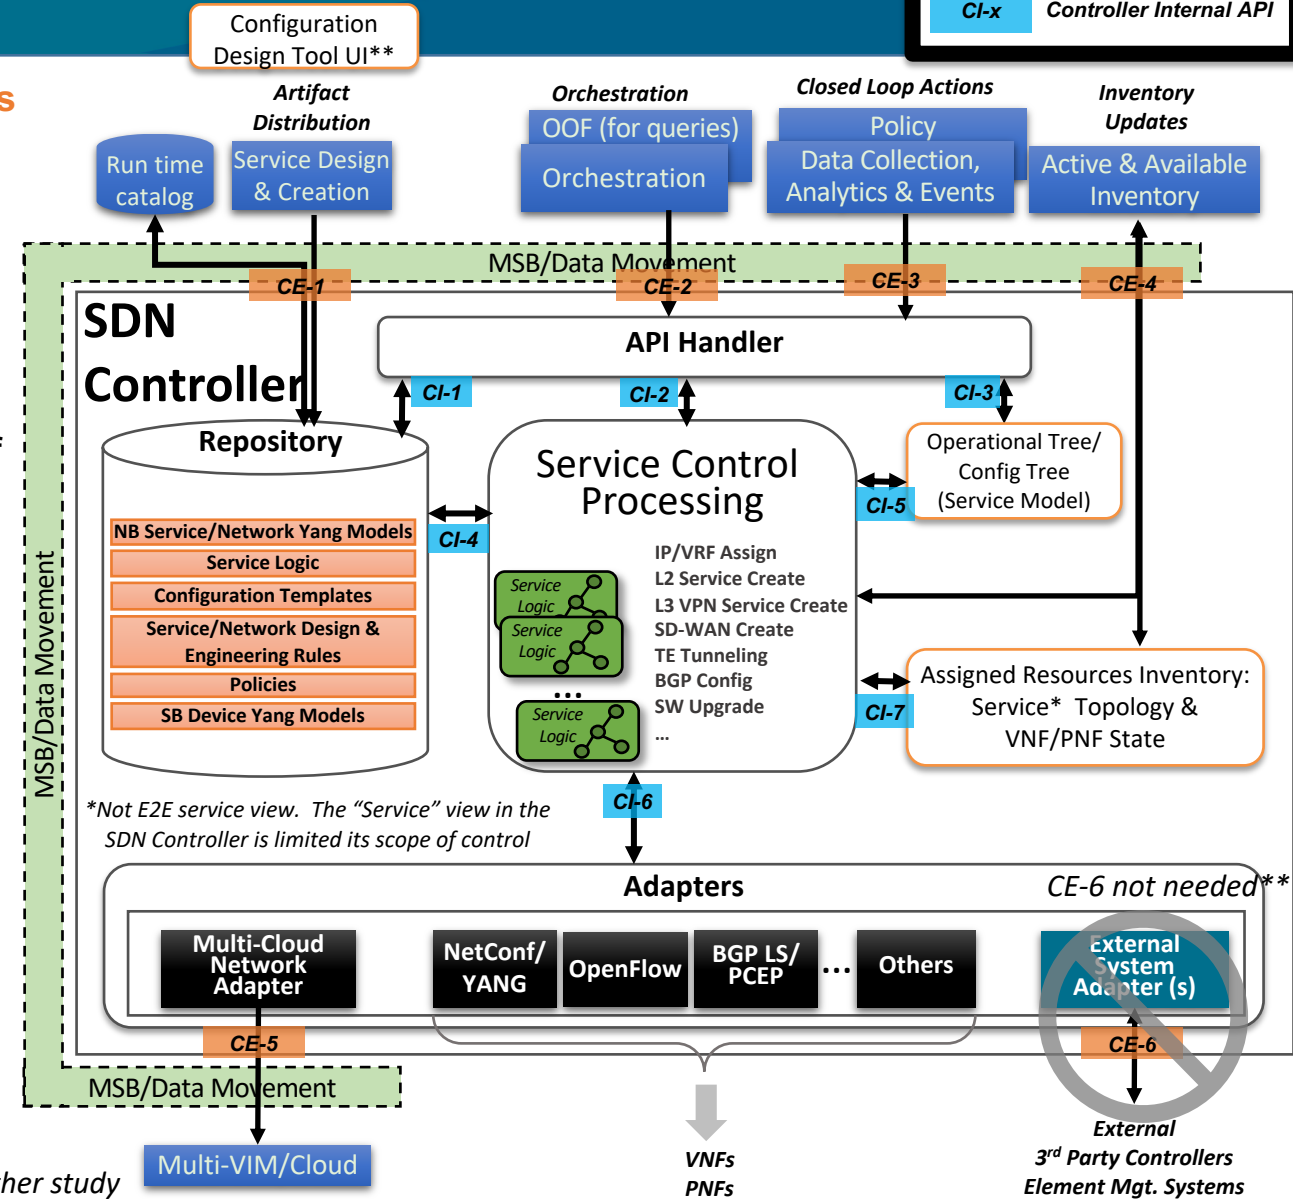 Configuration
Design Tool UI**
CI-x Controller Internal API
s
Artifact
Distribution
Orchestration
Closed Loop Actions
Inventory
Updates
Run time
catalog
Service Design
& Creation
OOF (for queries)
Orchestration
Policy
Data Collection,
Analytics & Events
Active & Available
Inventory
MSB/Data Movement
CE-1
CE-2
CE-3
CE-4
SDN
Controller
API Handler
CI-1
CI-2
CI-3
Repository
NB Service/Network Yang Models
Service Logic
Configuration Templates
Service/Network Design &
Engineering Rules
Policies
SB Device Yang Models
CI-4
Service Control
Processing
IP/VRF Assign
L2 Service Create
L3 VPN Service Create
SD-WAN Create
TE Tunneling
BGP Config
SW Upgrade
...
Service
Logic
Service
Logic
...
Service
Logic
Operational Tree/
Config Tree
(Service Model)
CI-5
Assigned Resources Inventory:
Service* Topology &
VNF/PNF State
CI-7
MSB/Data Movement
*Not E2E service view. The “Service” view in the
SDN Controller is limited its scope of control
CI-6
Adapters
CE-6 not needed**
Multi-Cloud
Network
Adapter
NetConf/
YANG
OpenFlow
BGP LS/
PCEP
...
Others
External
System
Adapter (s)
CE-5
CE-6
MSB/Data Movement
Multi-VIM/Cloud
VNFs
PNFs
External
3rd Party Controllers
Element Mgt. Systems
her study